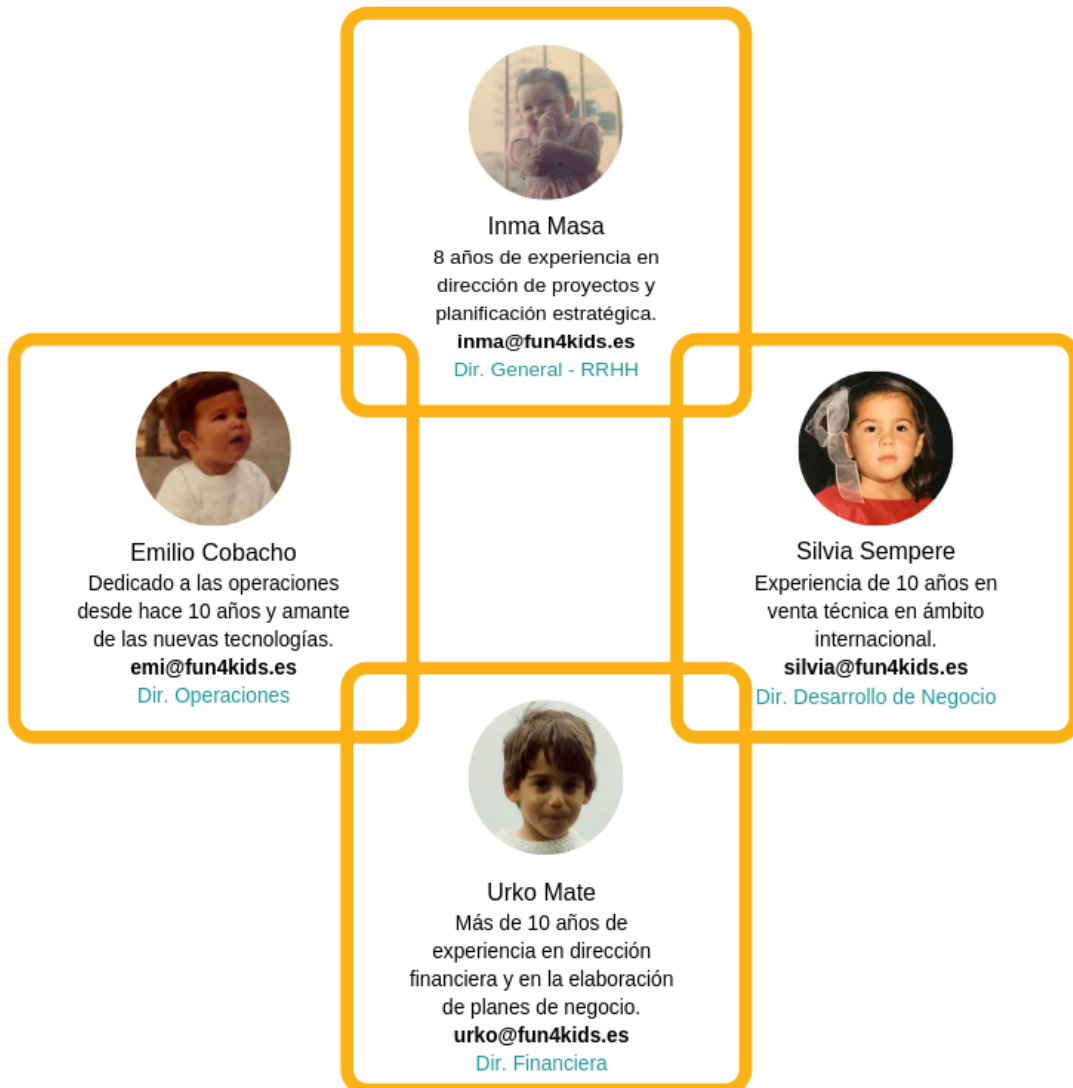 Inma Masa
8 años de experiencia en
dirección de proyectos y
planificación estratégica.
inma@fun4kids.es
Dir. General - RRHH
Emilio Cobacho
Dedicado a las operaciones
desde hace 10 años y amante
de las nuevas tecnologías.
emi@fun4kids.es
Dir. Operaciones
Silvia Sempere
Experiencia de 10 años en
venta técnica en ámbito
internacional.
silvia@fun4kids.es
Dir. Desarrollo de Negocio
Urko Mate
Más de 10 años de
experiencia en dirección
financiera y en la elaboración
de planes de negocio.
urko@fun4kids.es
Dir. Financiera